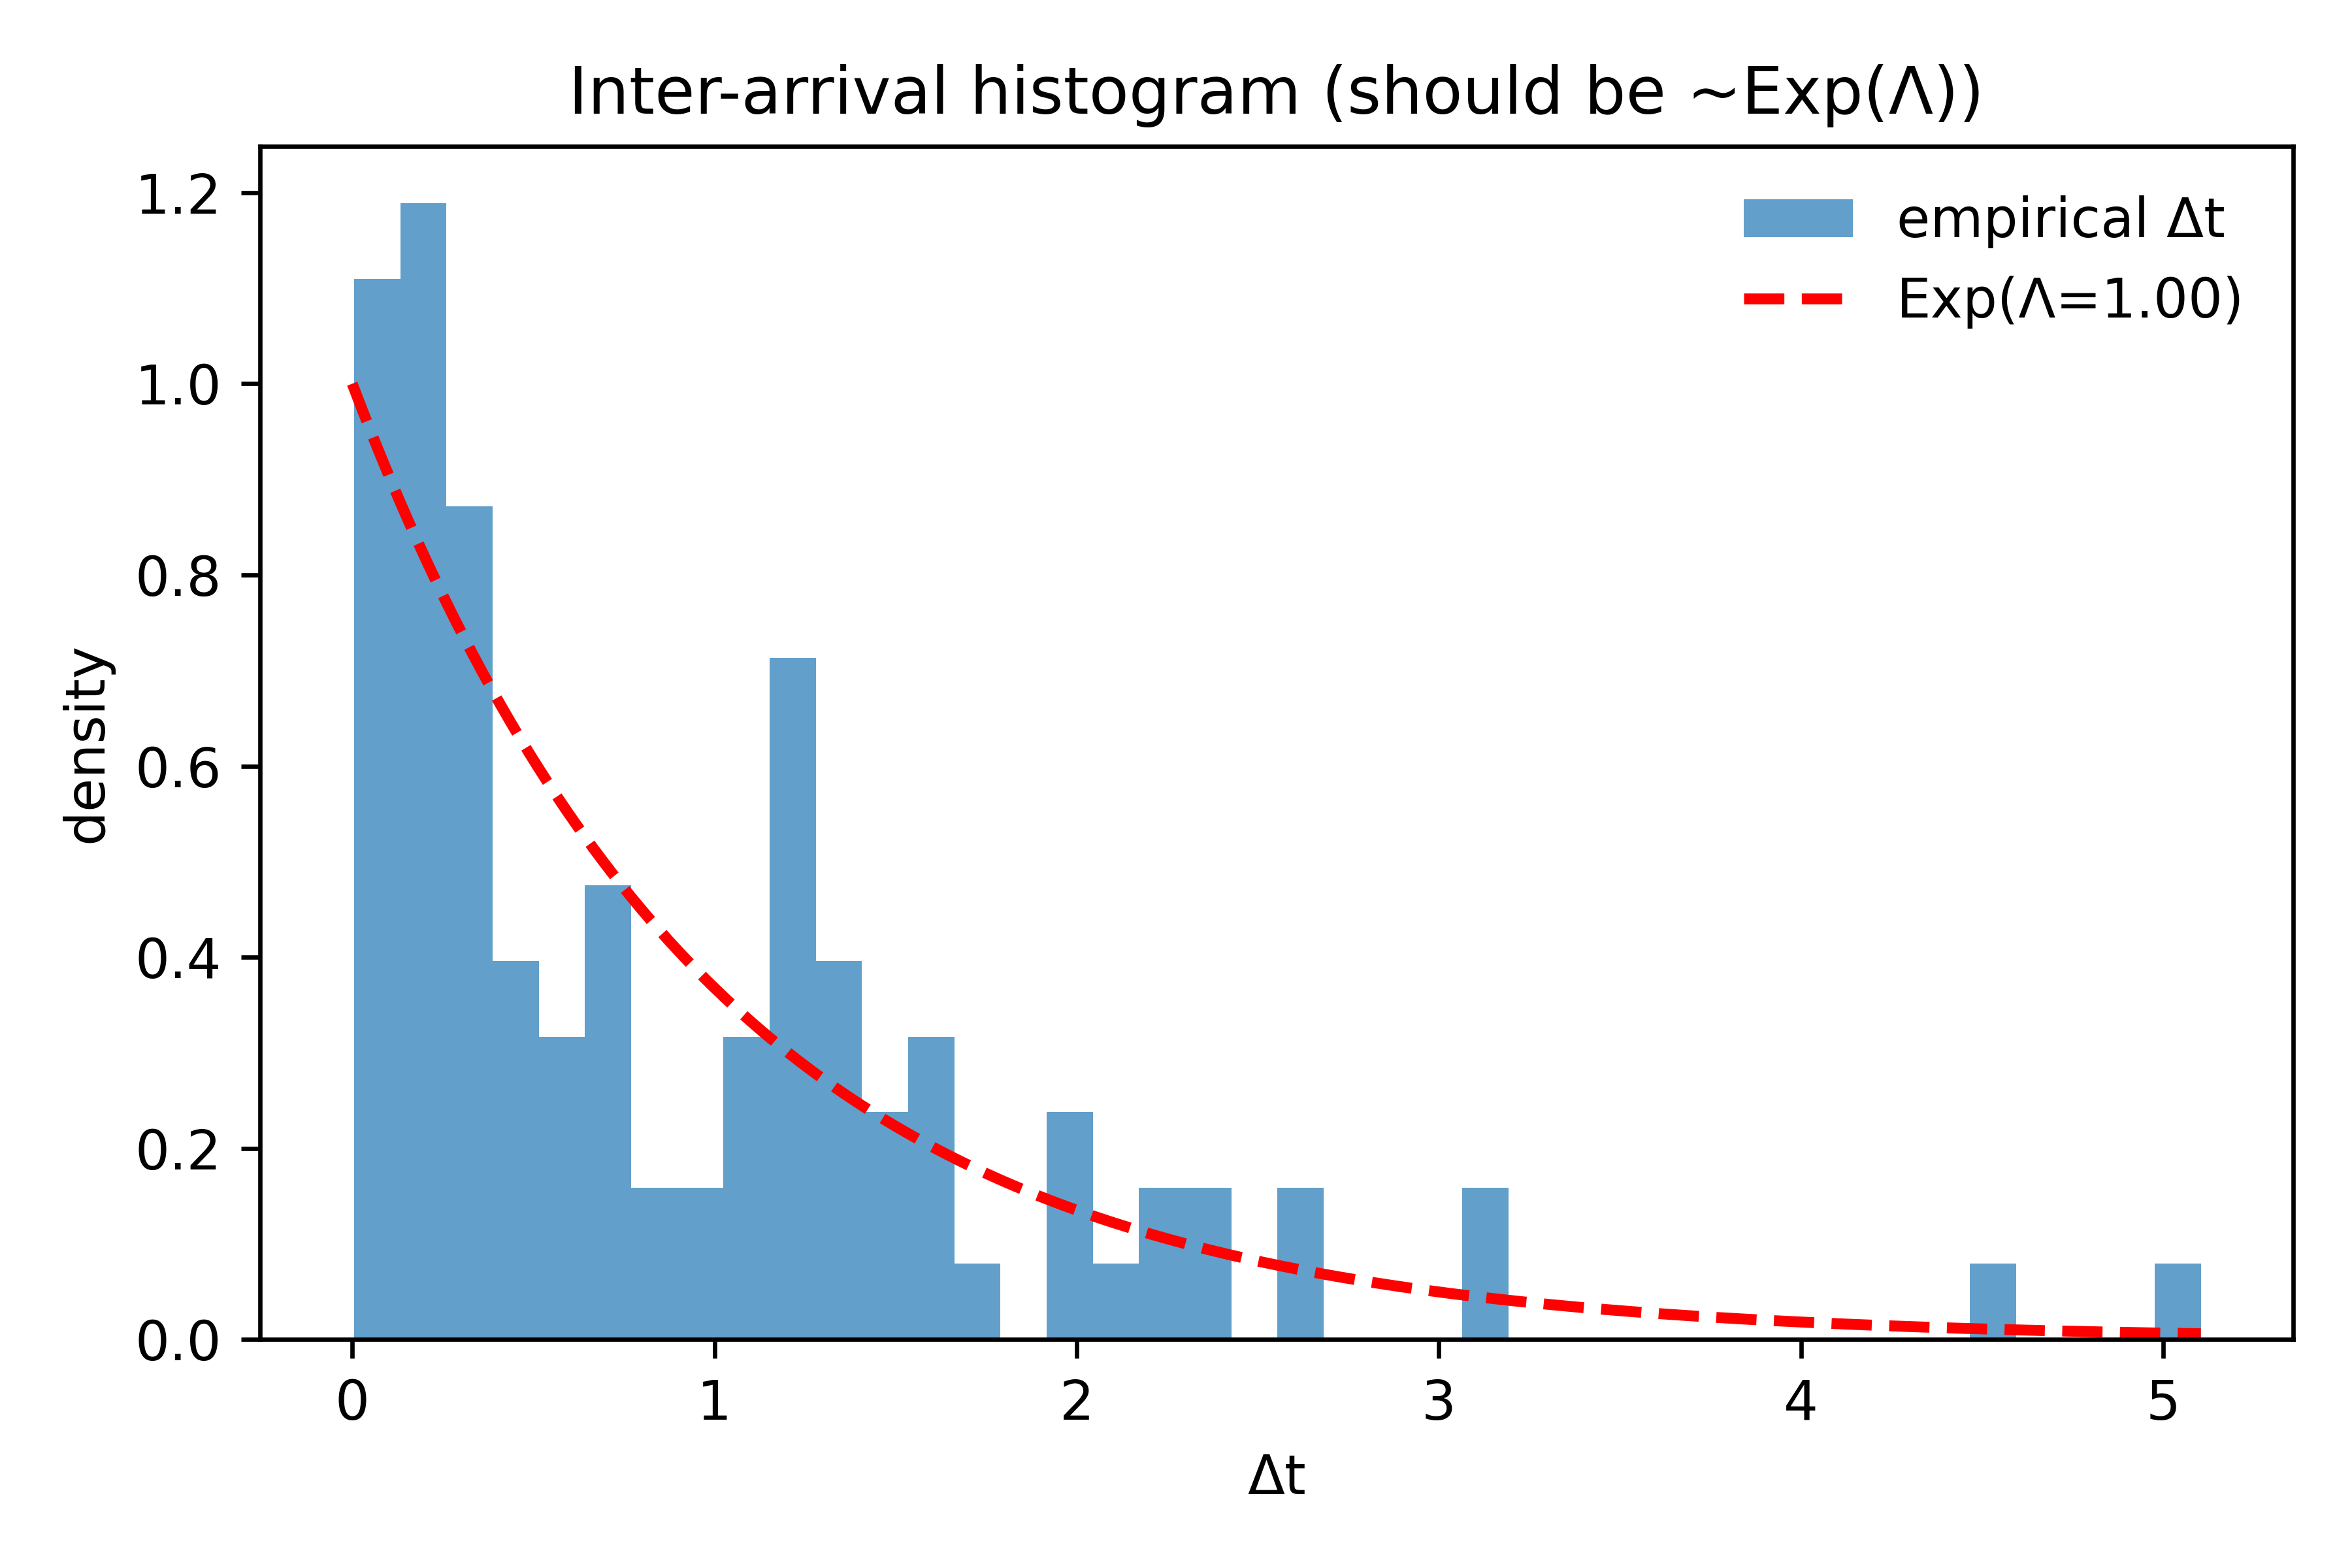 Inter-arrival histogram (should be ~Exp(Λ))
empirical Δt
Exp(Λ=1.00)
1.2
1.0
0.8
0.6
0.4
0.2
0.0
density
0 1 2 3 4 5
Δt